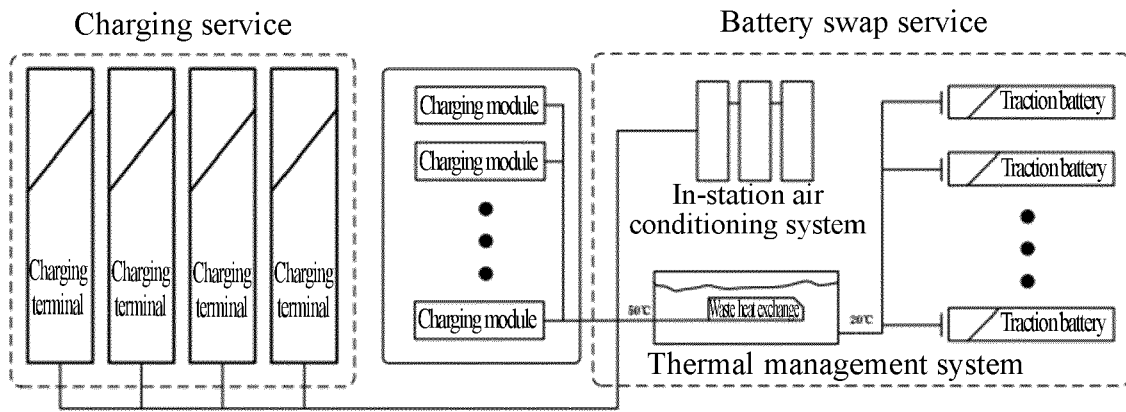 Charging service
Charging
terminal
Charging
terminal
Charging
terminal
Charging
terminal
Charging module
Charging module
Charging module
Battery swap service
In-station air
conditioning system
50℃
Waste heat exchange
20℃
Thermal management system
Traction battery
Traction battery
Traction battery